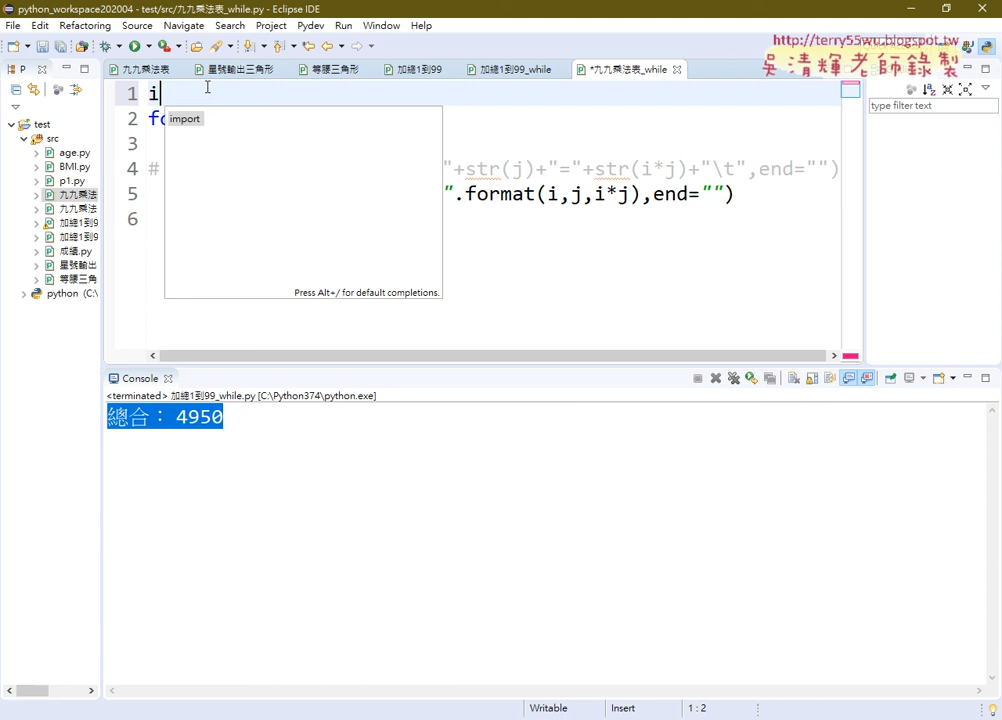 python_workspace202004 - test/src/九九乘法表_while.py - Eclipse IDE
File Edit Refactoring Source Navigate Search Project Pydev Run Window Help
http://terry55wu.blogspot.tw
吳清輝老師錄製
P
九九乘法表 星號輸出三角形 等腰三角形 加總1到99 加總1到99_while *九九乘法表_while
type filter text
test
src
age.py
BMI.py
p1.py
九九乘法
九九乘法
加總1到9
加總1到9
成績.py
星號輸出
等腰三角
python (C:\
1 i
2 fo
3
4 # "+str(j)+"="+str(i*j)+"\t",end="")
5 ".format(i,j,i*j),end="")
6
import
Press Alt+/ for default completions.
Console
<terminated> 加總1到99_while.py [C:\Python374\python.exe]
總合： 4950
Writable Insert 1 : 2